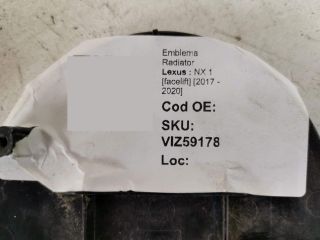 Emblema
Radiator
Lexus : NX 1
[facelift] [2017 -
2020]
Cod OE:
SKU:
VIZ59178
Loc: